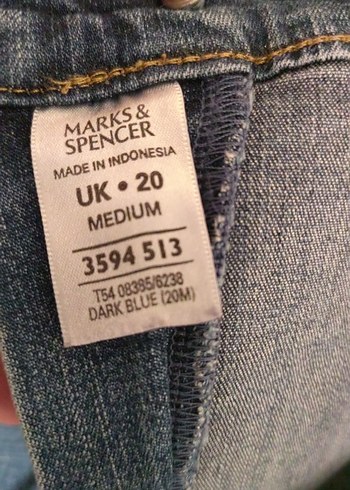 MARKS &
SPENCER
MADE IN INDONESIA
UK • 20
MEDIUM
3594 513
T54 08385/6238
DARK BLUE (20M)